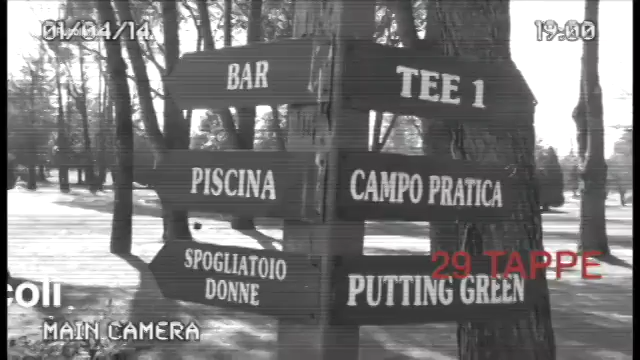 01/04/14
19:00
BAR
TEE 1
PISCINA
CAMPO PRATICA
SPOGLIATOIO
DONNE
PUTTING GREEN
29 TAPPE
coli
MAIN CAMERA